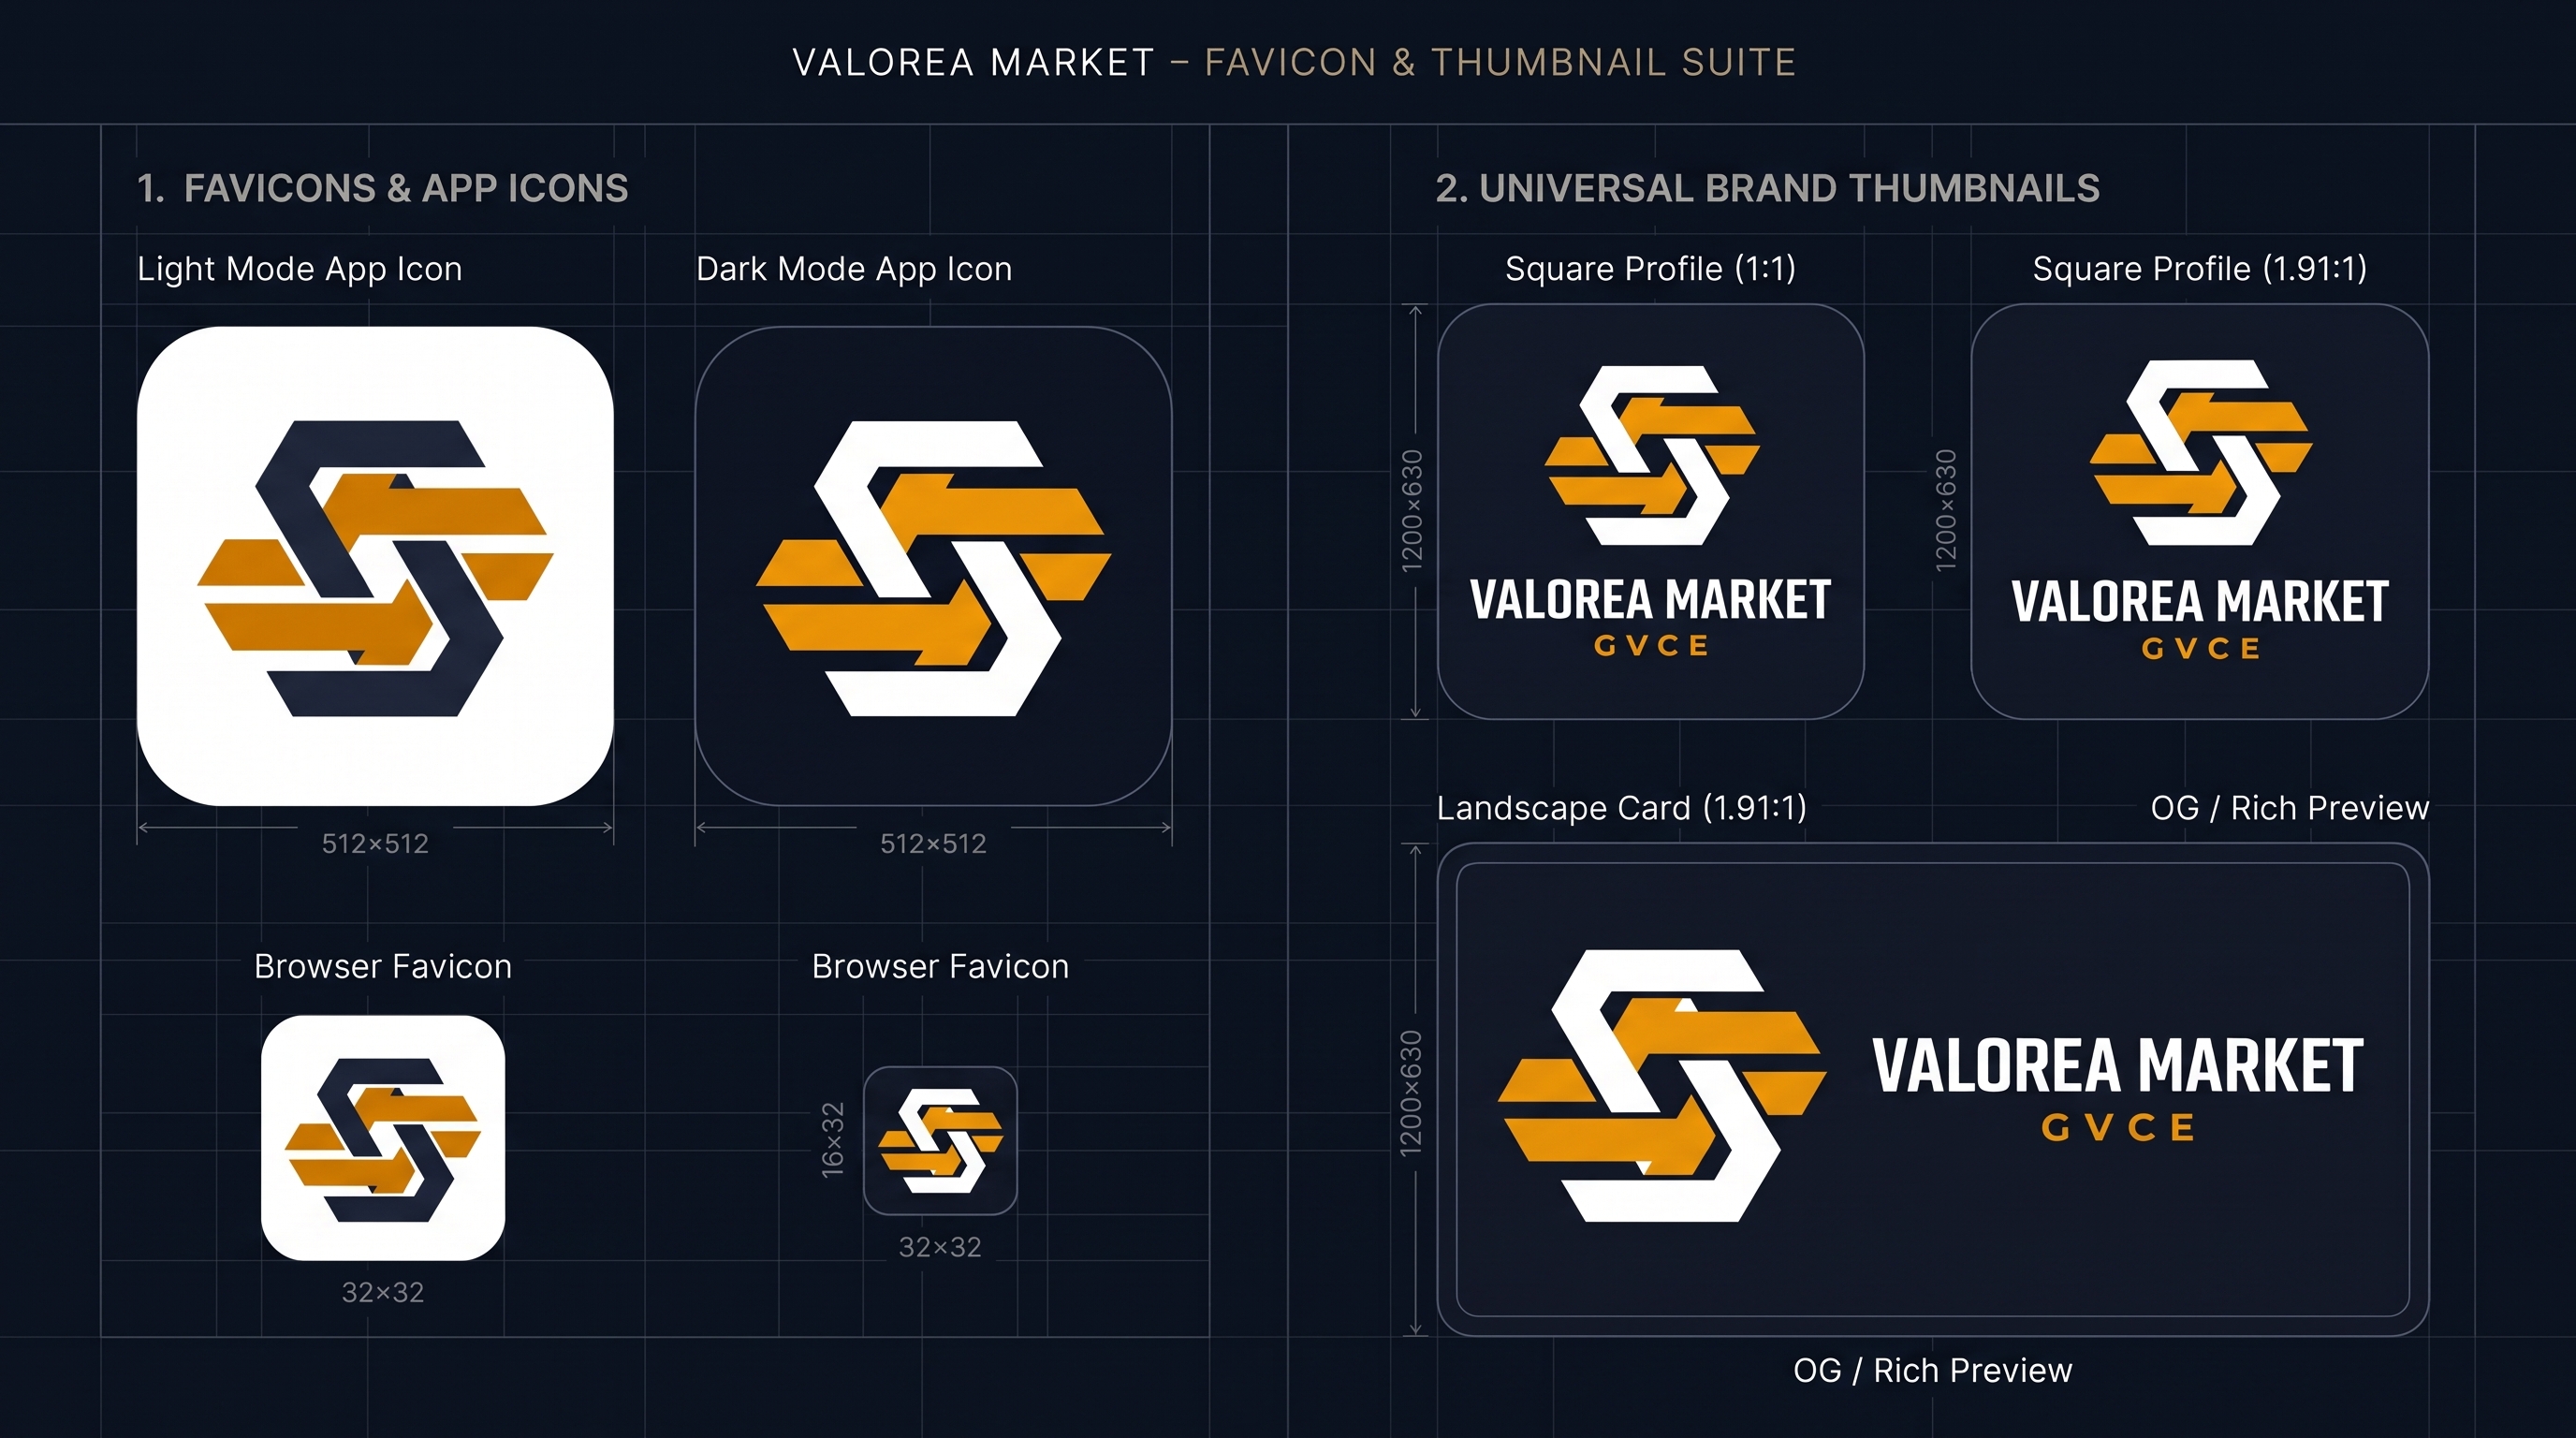 VALOREA MARKET – FAVICON & THUMBNAIL SUITE
1. FAVICONS & APP ICONS
Light Mode App Icon
Dark Mode App Icon
512×512
512×512
Browser Favicon
Browser Favicon
32×32
16×32
32×32
2. UNIVERSAL BRAND THUMBNAILS
Square Profile (1:1)
Square Profile (1.91:1)
1200×630
VALOREA MARKET
GVCE
1200×630
VALOREA MARKET
GVCE
Landscape Card (1.91:1)
OG / Rich Preview
1200×630
VALOREA MARKET
GVCE
OG / Rich Preview